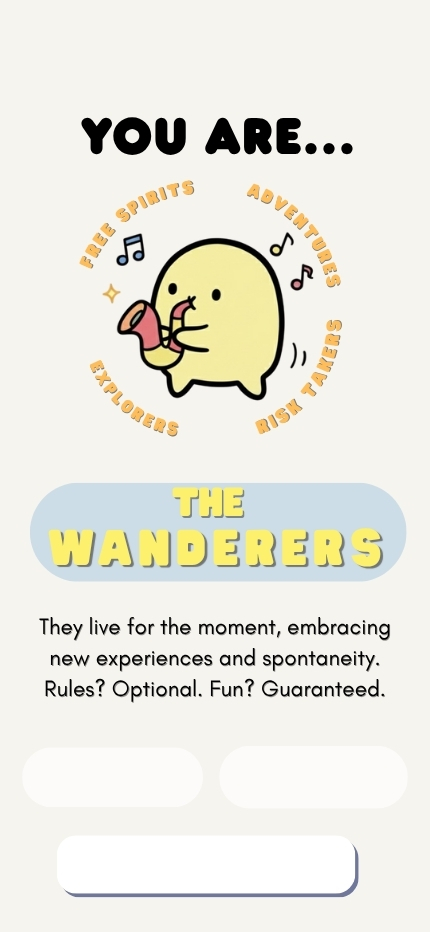 YOU ARE...
FREE SPIRITS
ADVENTURES
EXPLORERS
RISK TAKERS
THE
WANDERERS
They live for the moment, embracing
new experiences and spontaneity.
Rules? Optional. Fun? Guaranteed.